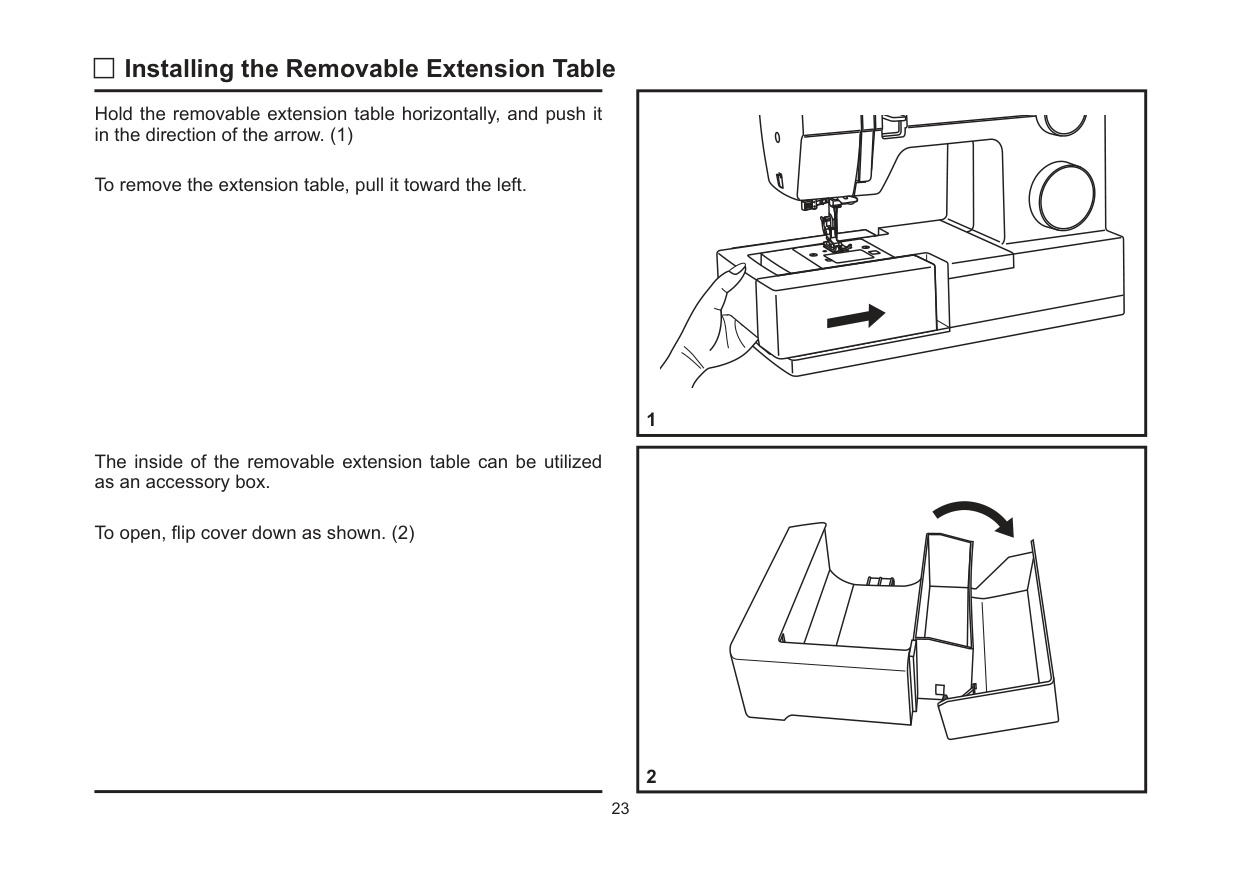 Installing the Removable Extension Table
Hold the removable extension table horizontally, and push it
in the direction of the arrow. (1)
To remove the extension table, pull it toward the left.
1
The inside of the removable extension table can be utilized
as an accessory box.
To open, flip cover down as shown. (2)
2
23